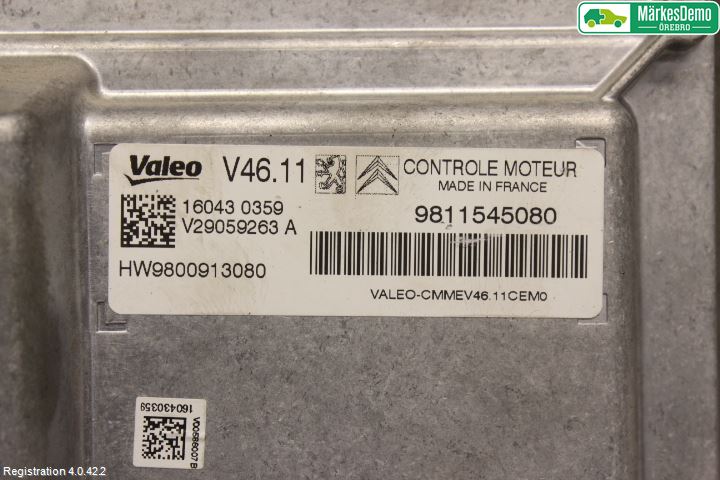 MärkesDemo
ÖREBRO
Valeo V46.11 CONTROLE MOTEUR
MADE IN FRANCE
16043 0359
V29059263 A
9811545080
HW9800913080
VALEO-CMMEV46.11CEM0
160430359
V00586007 B
Registration 4.0.42.2